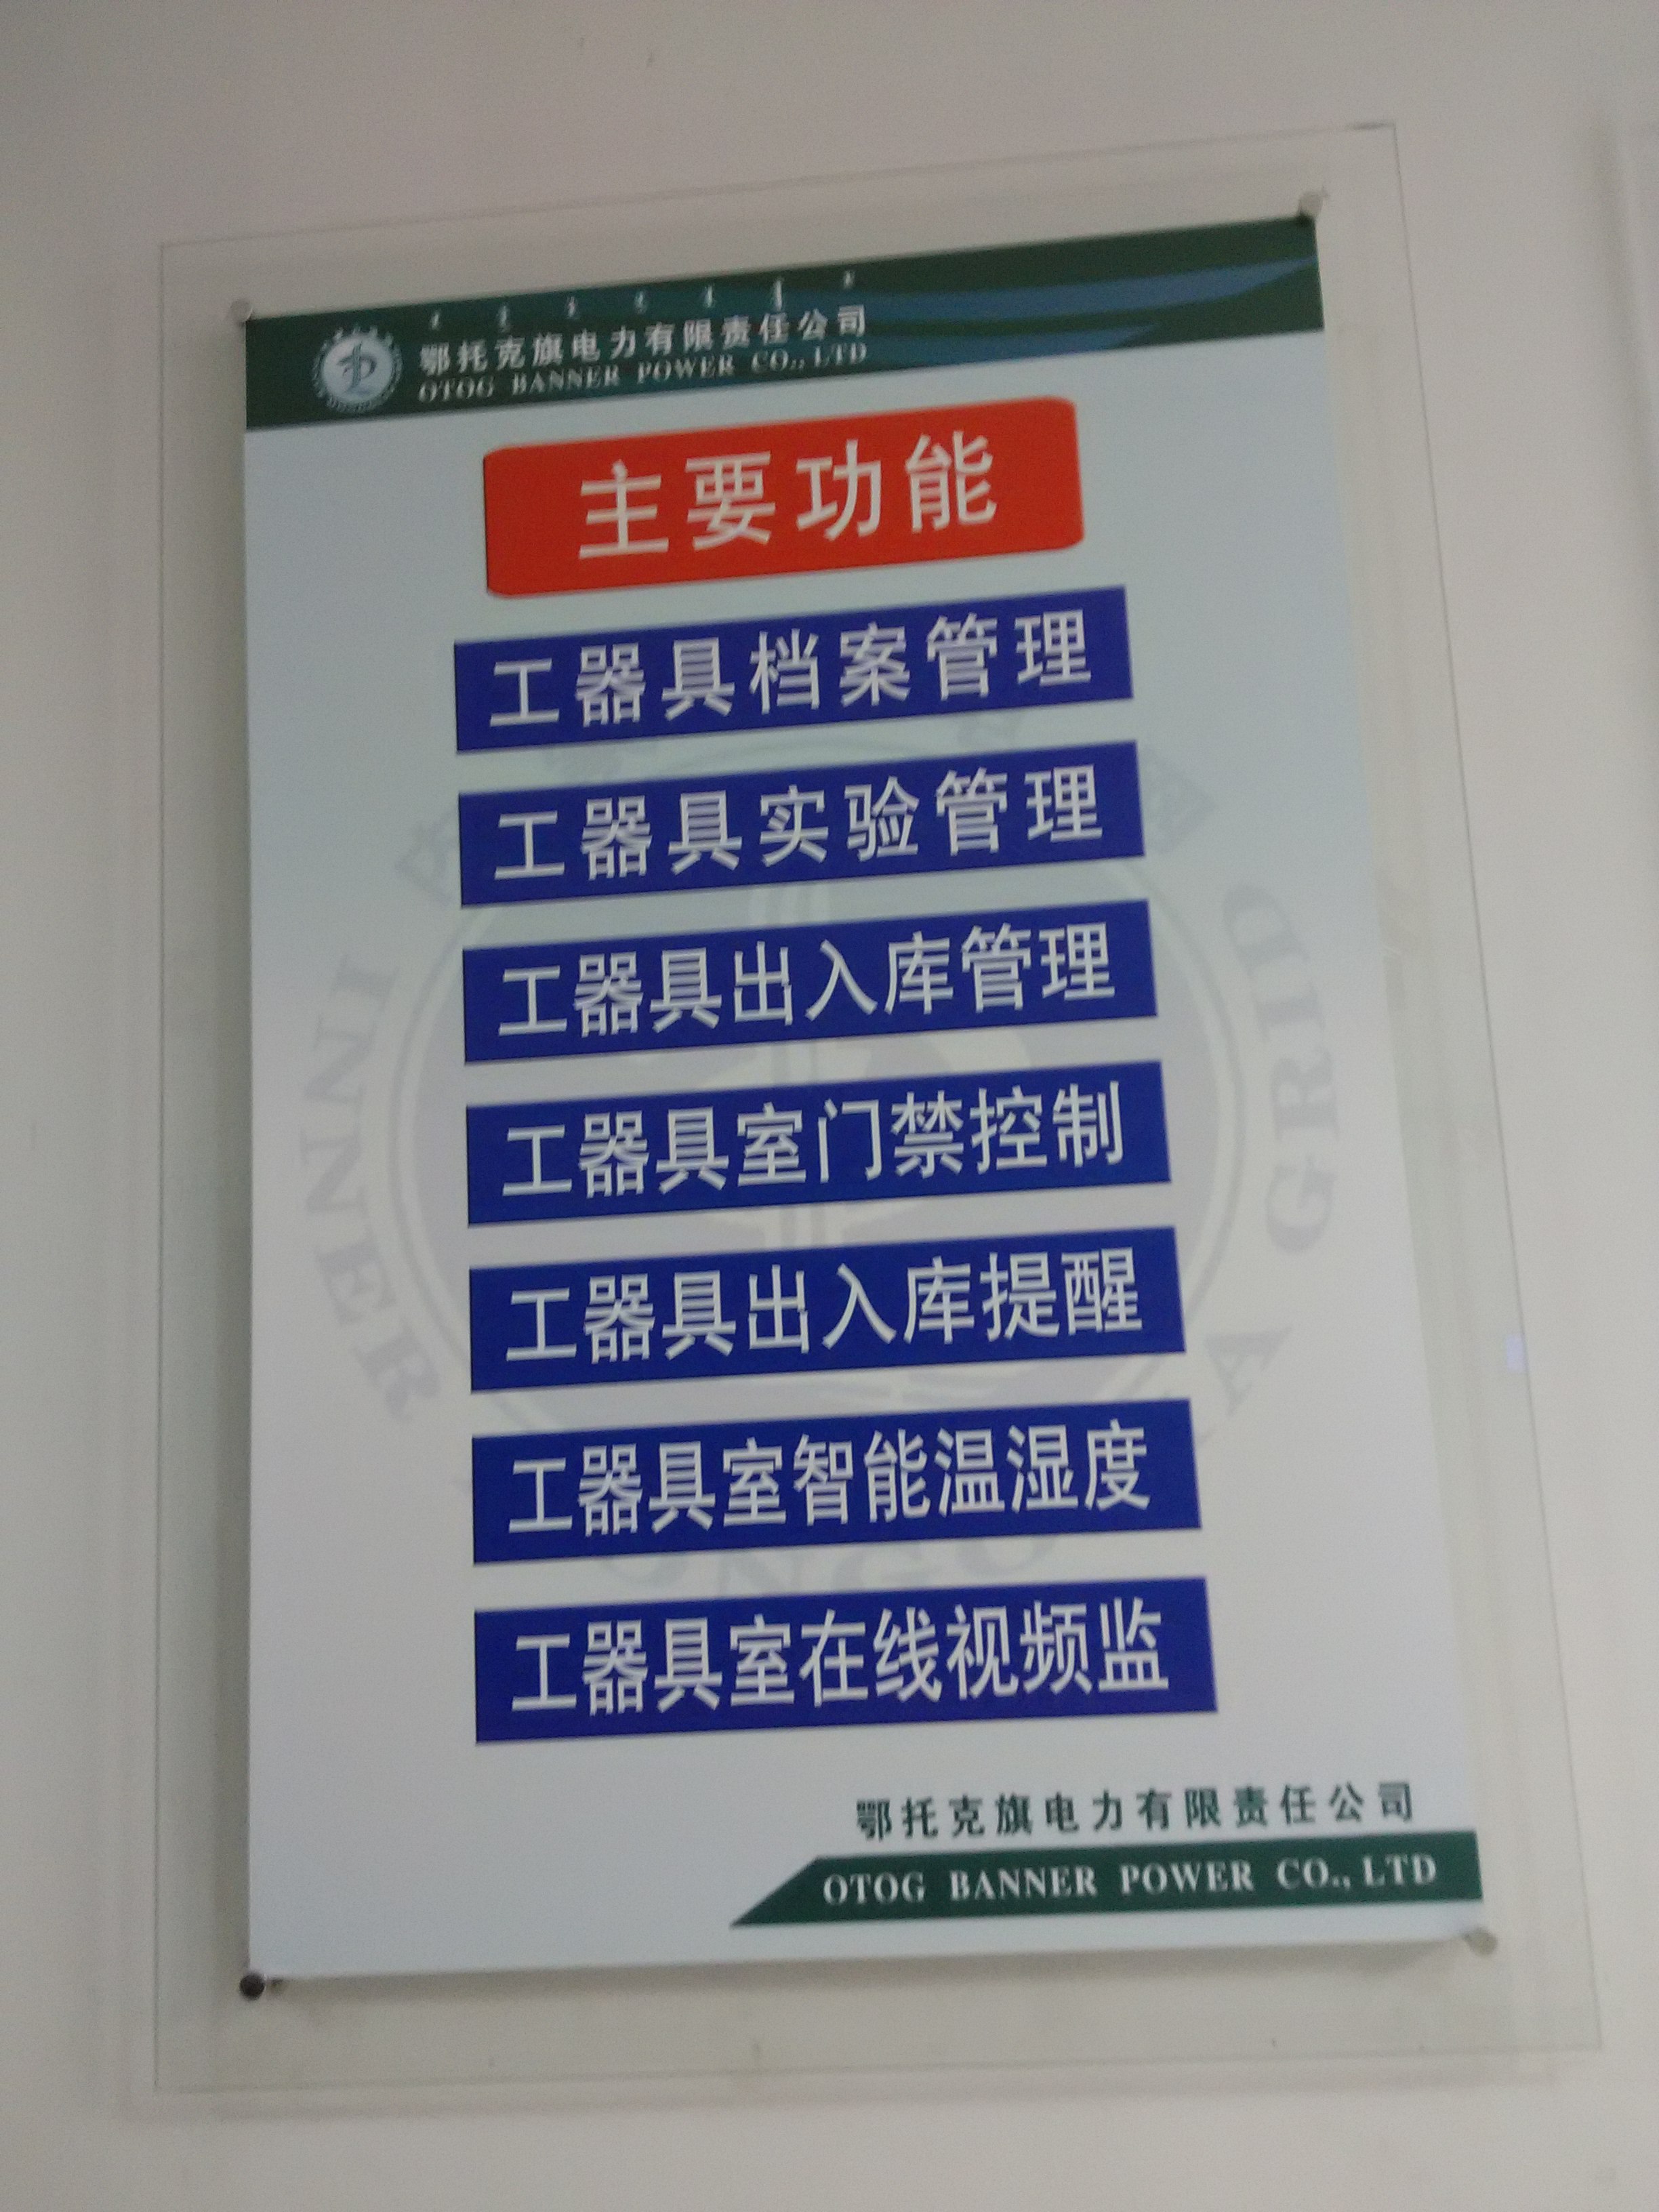 鄂托克旗电力有限责任公司
OTOG BANNER POWER CO., LTD
主要功能
工器具档案管理
工器具实验管理
工器具出入库管理
工器具室门禁控制
工器具出入库提醒
工器具室智能温湿度
工器具室在线视频监
鄂托克旗电力有限责任公司
OTOG BANNER POWER CO., LTD